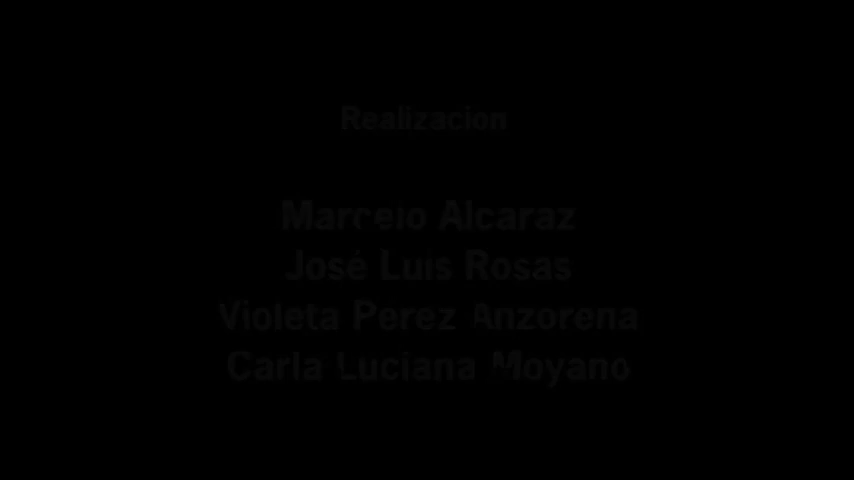 Realizacion
Marcelo Alcaraz
José Luis Rosas
Violeta Perez Anzorena
Carla Luciana Moyano